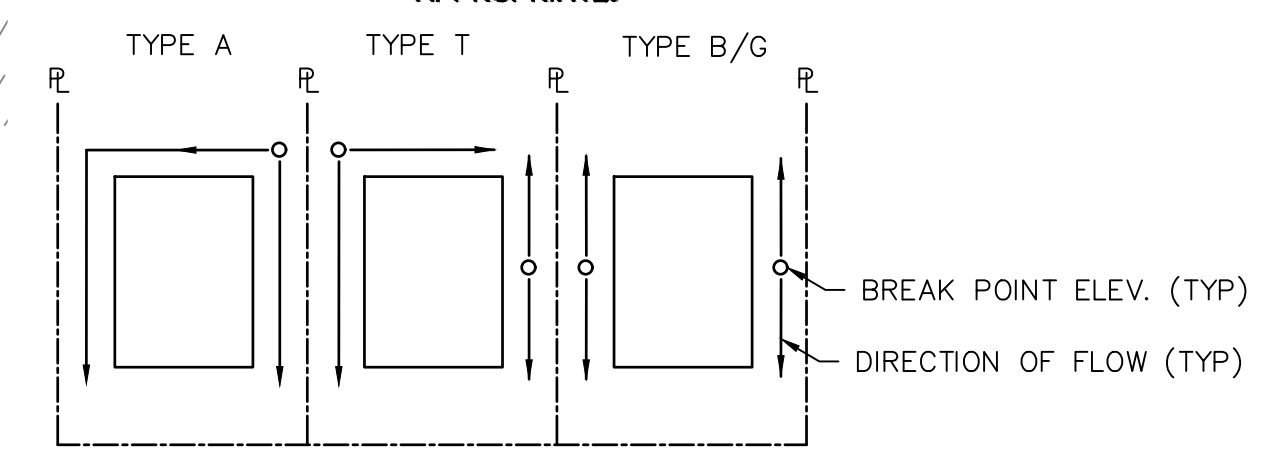 TYPE A
TYPE T
TYPE B/G
PL
PL
PL
PL
BREAK POINT ELEV. (TYP)
DIRECTION OF FLOW (TYP)